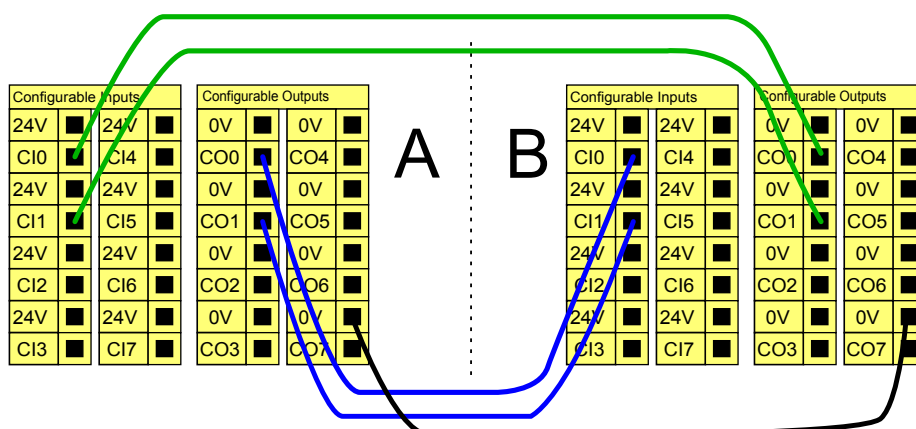 Configurable Inputs
24V 24V
CI0 CI4
24V 24V
CI1 CI5
24V 24V
CI2 CI6
24V 24V
CI3 CI7
Configurable Outputs
0V 0V
CO0 CO4
0V 0V
CO1 CO5
0V 0V
CO2 CO6
0V 0V
CO3 CO7
A
B
Configurable Inputs
24V 24V
CI0 CI4
24V 24V
CI1 CI5
24V 24V
CI2 CI6
24V 24V
CI3 CI7
Configurable Outputs
0V 0V
CO0 CO4
0V 0V
CO1 CO5
0V 0V
CO2 CO6
0V 0V
CO3 CO7